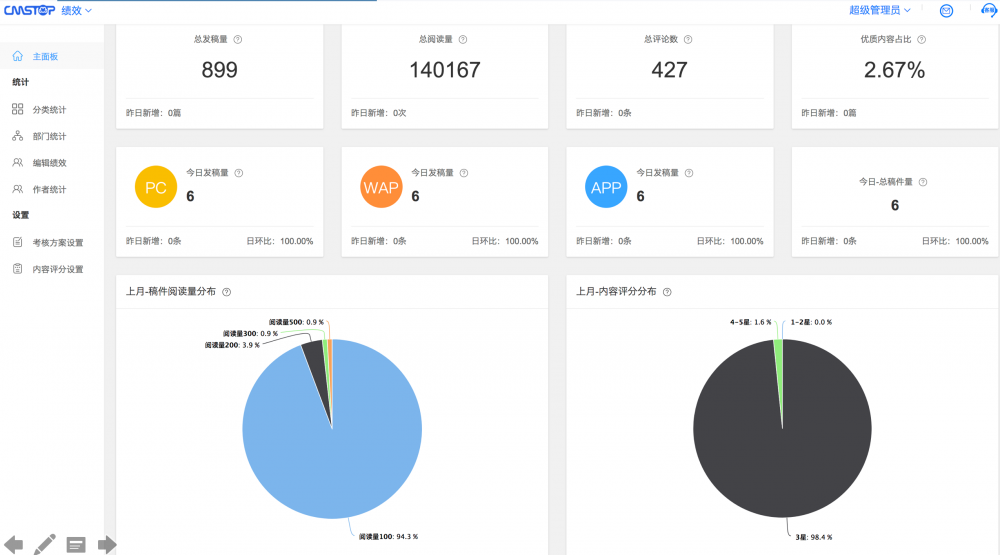 CMSTOP 绩效 超级管理员 客服
主面板
统计
分类统计
部门统计
编辑绩效
作者统计
设置
考核方案设置
内容评分设置
总发稿量 ?
899
昨日新增：0篇
总阅读量 ?
140167
昨日新增：0次
总评论数 ?
427
昨日新增：0条
优质内容占比 ?
2.67%
昨日新增：0篇
PC
今日发稿量 ?
6
昨日新增：0条 日环比：100.00%
WAP
今日发稿量 ?
6
昨日新增：0条 日环比：100.00%
APP
今日发稿量 ?
6
昨日新增：0条 日环比：100.00%
今日-总稿件量 ?
6
昨日新增：0条 日环比：100.00%
上月-稿件阅读量分布 ?
阅读量500: 0.9 %
阅读量300: 0.9 %
阅读量200: 3.9 %
阅读量100: 94.3 %
上月-内容评分分布 ?
4-5星: 1.6 % 1-2星: 0.0 %
3星: 98.4 %